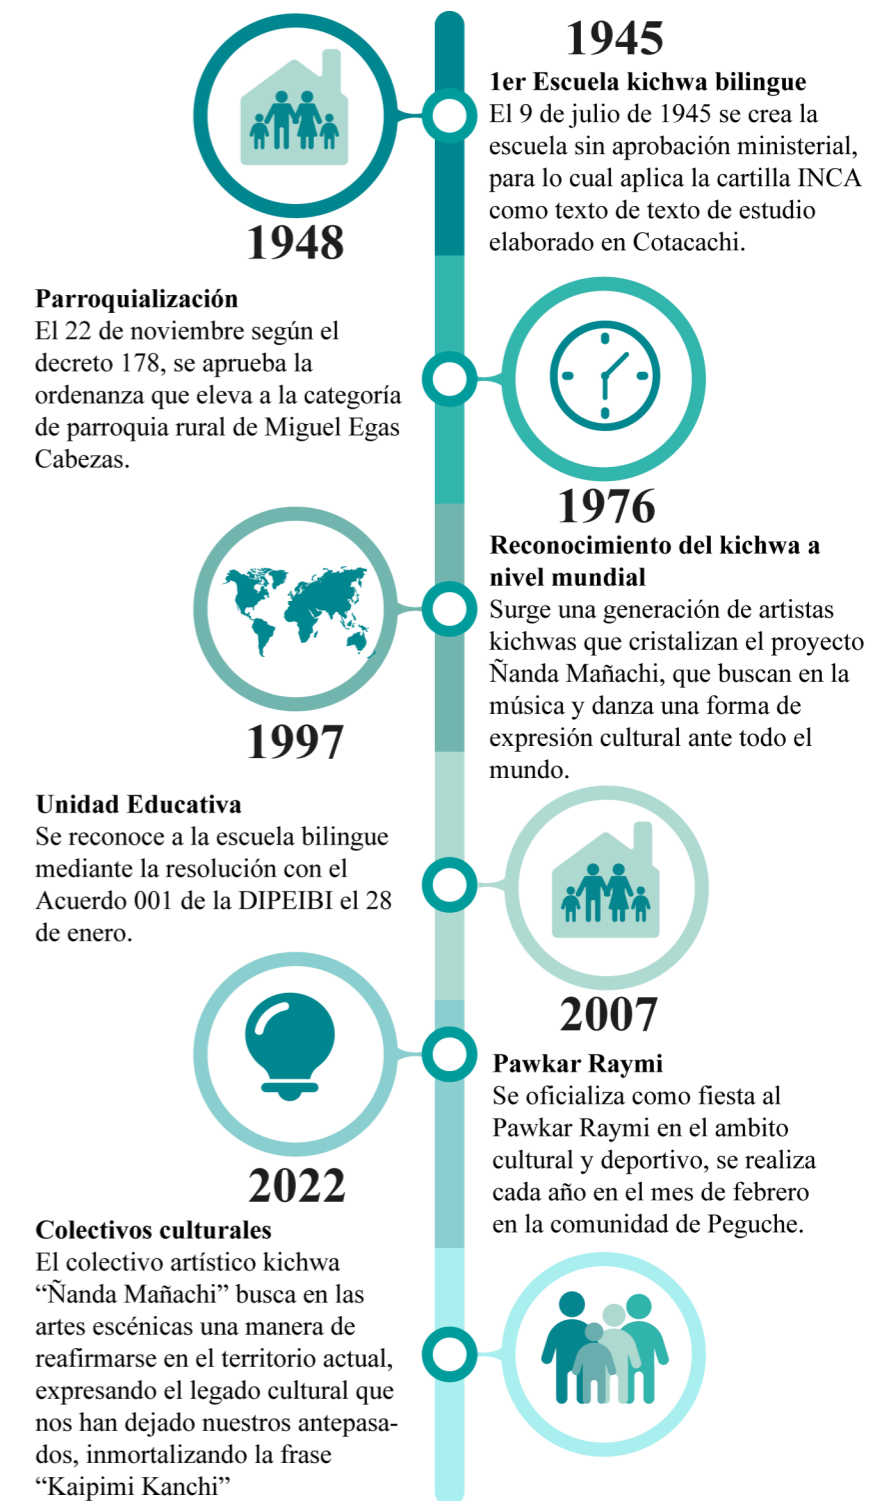 1945
1er Escuela kichwa bilingue
El 9 de julio de 1945 se crea la
escuela sin aprobación ministerial,
para lo cual aplica la cartilla INCA
como texto de texto de estudio
elaborado en Cotacachi.
1948
Parroquialización
El 22 de noviembre según el
decreto 178, se aprueba la
ordenanza que eleva a la categoría
de parroquia rural de Miguel Egas
Cabezas.
1976
Reconocimiento del kichwa a
nivel mundial
Surge una generación de artistas
kichwas que cristalizan el proyecto
Ñanda Mañachi, que buscan en la
música y danza una forma de
expresión cultural ante todo el
mundo.
1997
Unidad Educativa
Se reconoce a la escuela bilingue
mediante la resolución con el
Acuerdo 001 de la DIPEIBI el 28
de enero.
2007
Pawkar Raymi
Se oficializa como fiesta al
Pawkar Raymi en el ambito
cultural y deportivo, se realiza
cada año en el mes de febrero
en la comunidad de Peguche.
2022
Colectivos culturales
El colectivo artístico kichwa
“Ñanda Mañachi” busca en las
artes escénicas una manera de
reafirmarse en el territorio actual,
expresando el legado cultural que
nos han dejado nuestros antepasa-
dos, inmortalizando la frase
“Kaipimi Kanchi”